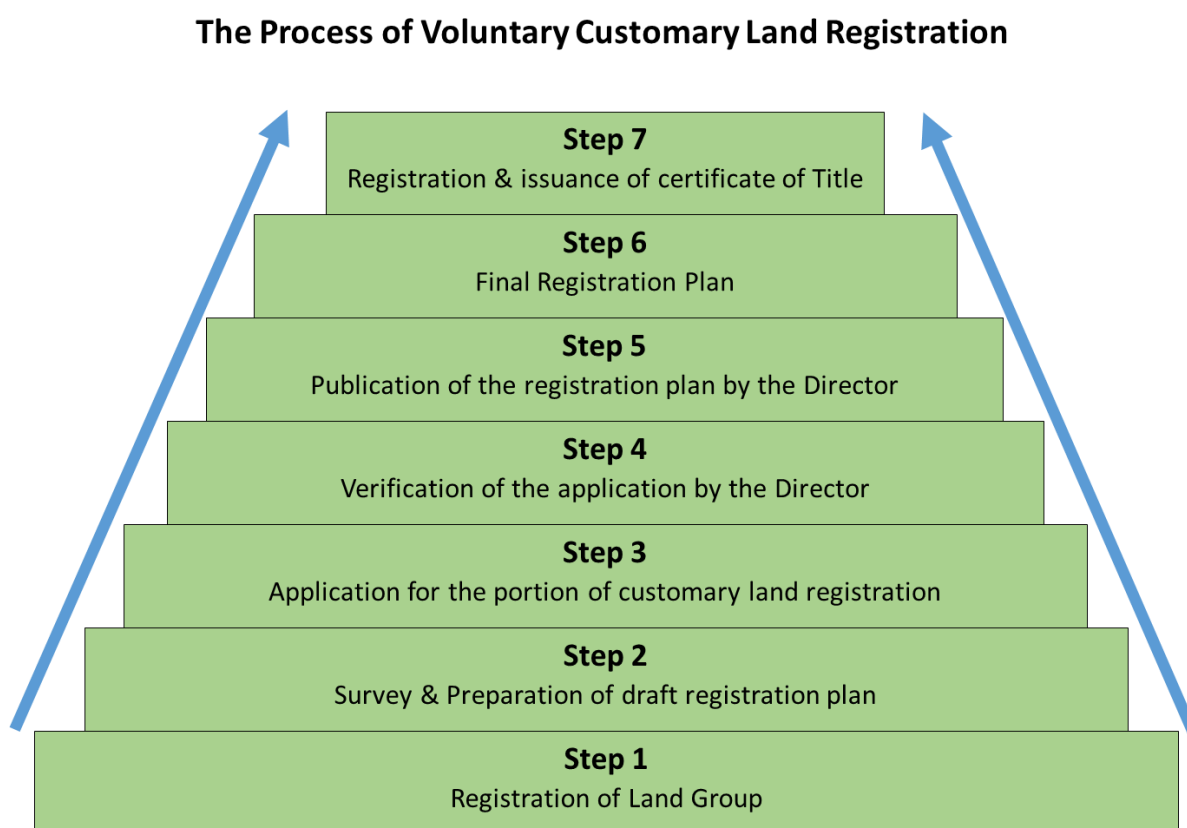 The Process of Voluntary Customary Land Registration
Step 7
Registration & issuance of certificate of Title
Step 6
Final Registration Plan
Step 5
Publication of the registration plan by the Director
Step 4
Verification of the application by the Director
Step 3
Application for the portion of customary land registration
Step 2
Survey & Preparation of draft registration plan
Step 1
Registration of Land Group